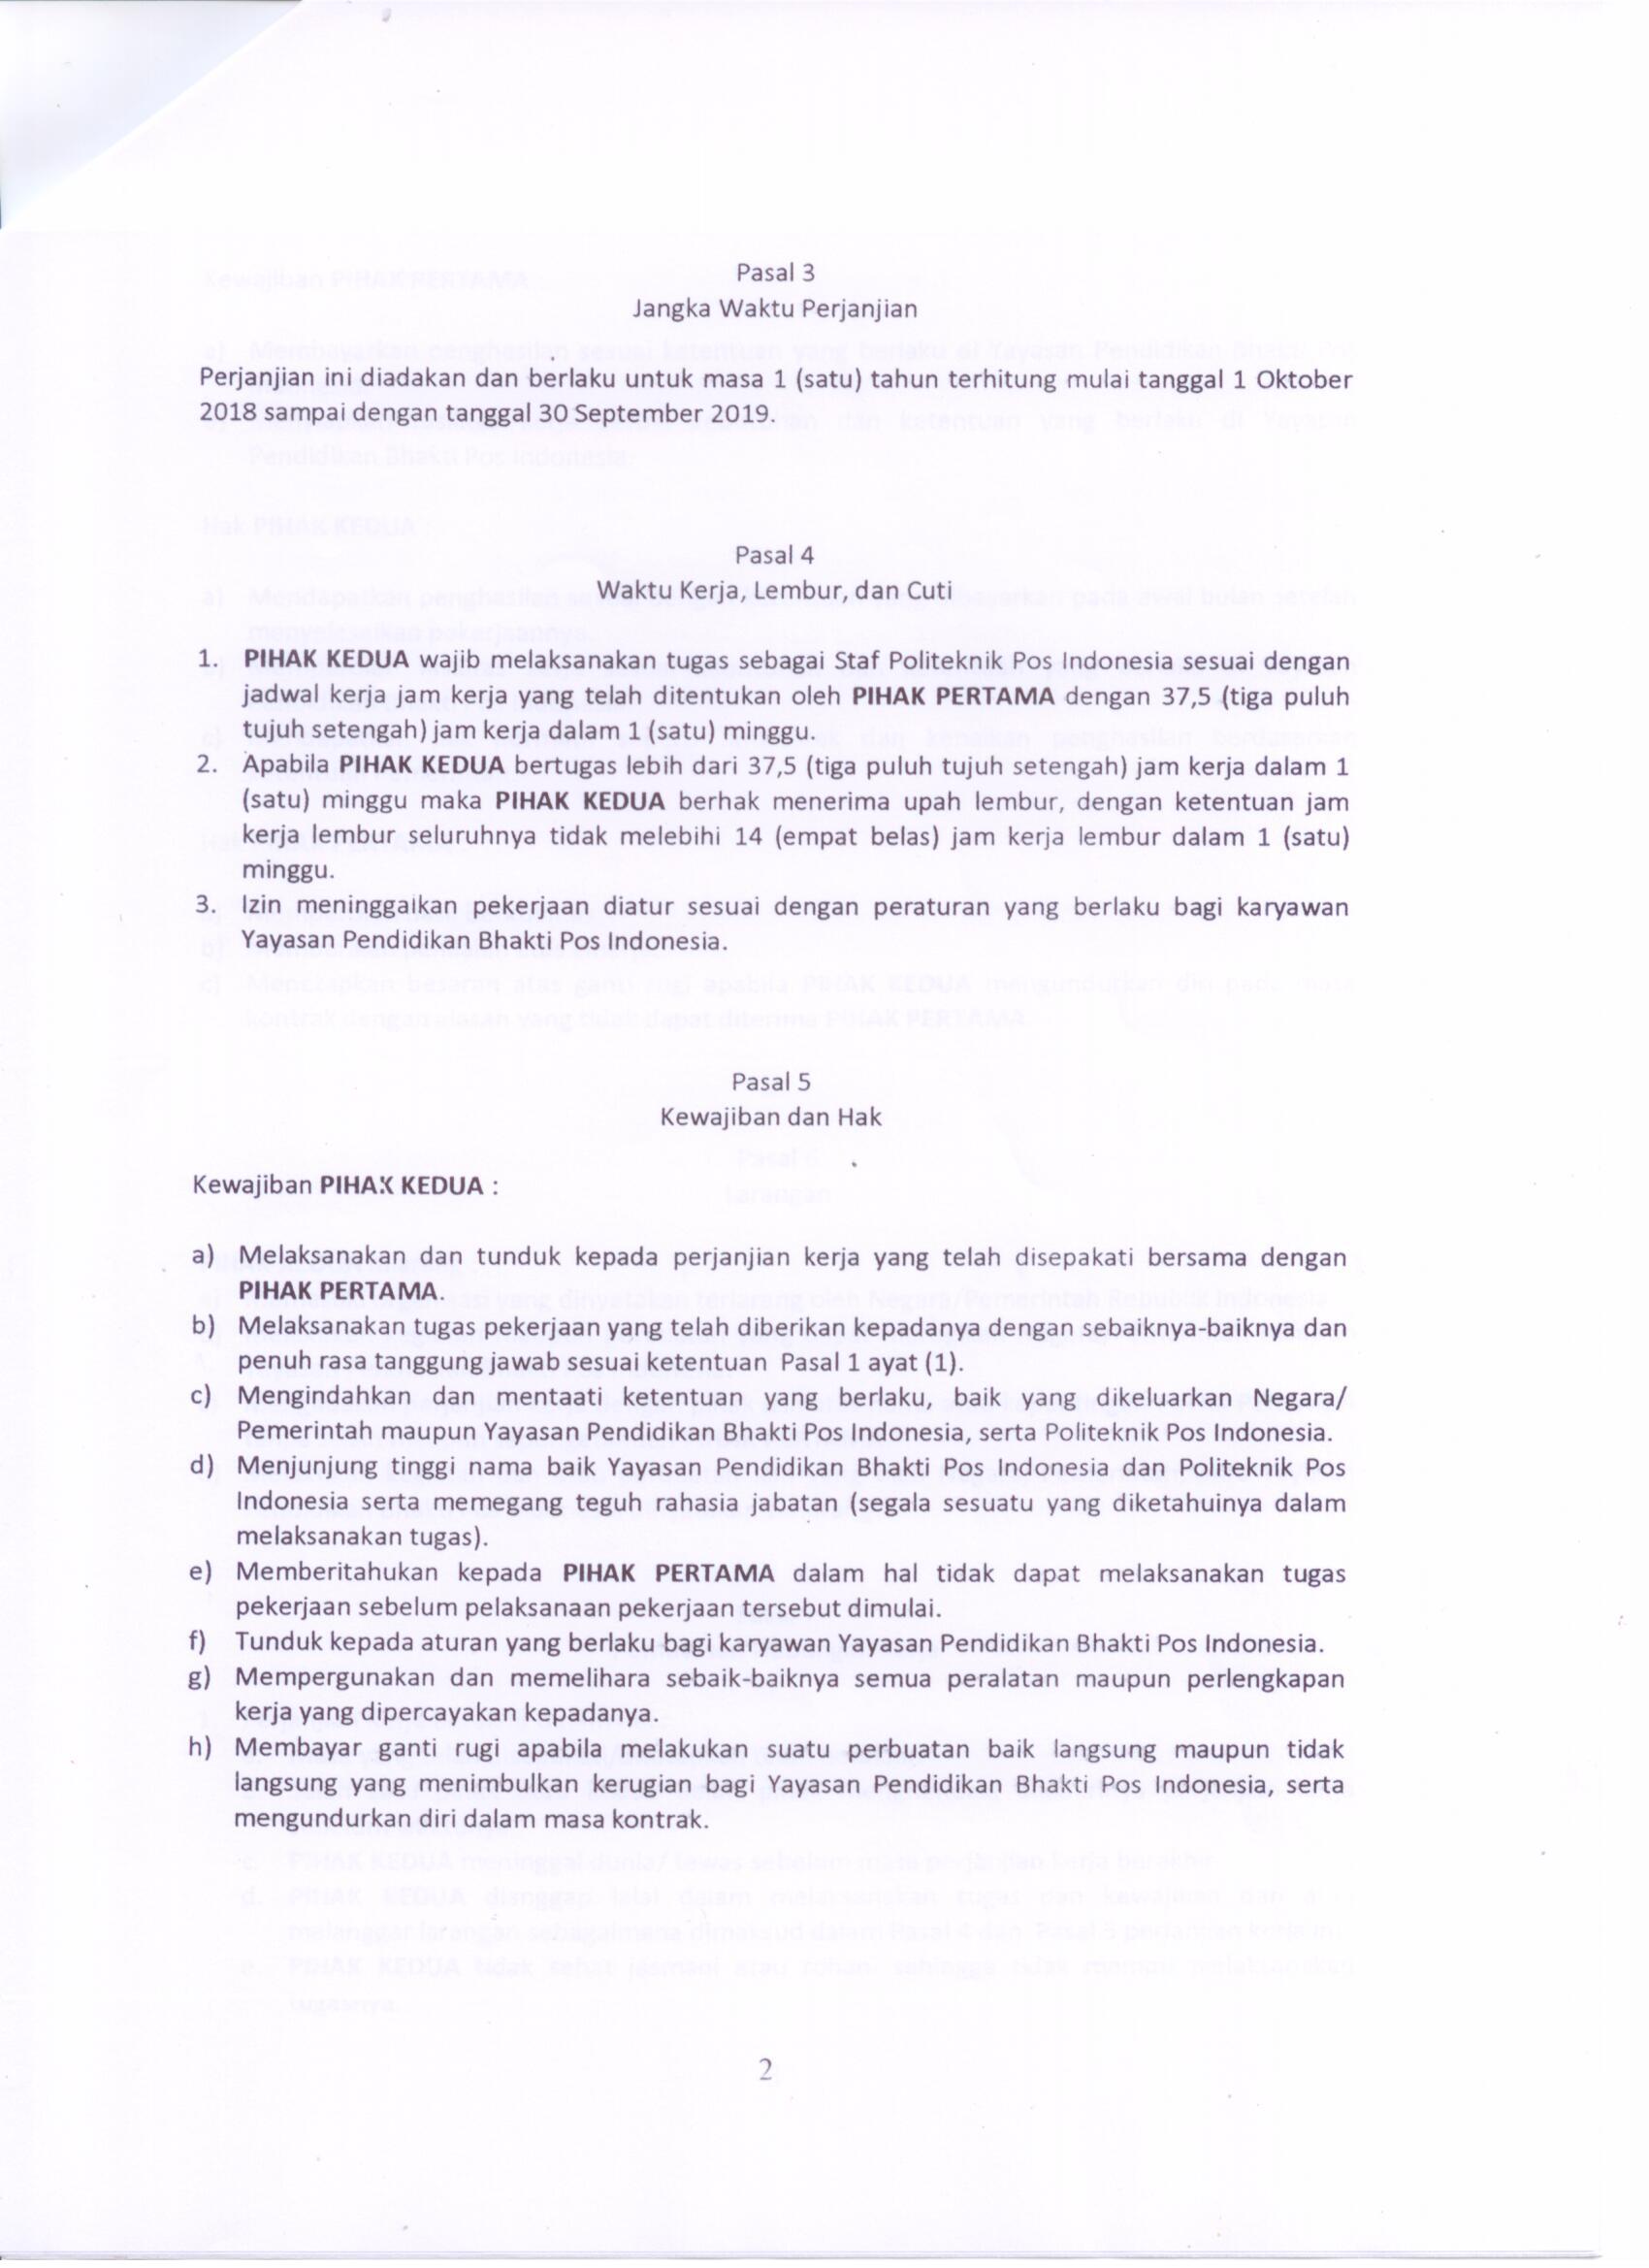 Pasal 3
Jangka Waktu Perjanjian
Perjanjian ini diadakan dan berlaku untuk masa 1 (satu) tahun terhitung mulai tanggal 1 Oktober
2018 sampai dengan tanggal 30 September 2019.
Pasal 4
Waktu Kerja, Lembur, dan Cuti
1. PIHAK KEDUA wajib melaksanakan tugas sebagai Staf Politeknik Pos Indonesia sesuai dengan
jadwal kerja jam kerja yang telah ditentukan oleh PIHAK PERTAMA dengan 37,5 (tiga puluh
tujuh setengah) jam kerja dalam 1 (satu) minggu.
2. Apabila PIHAK KEDUA bertugas lebih dari 37,5 (tiga puluh tujuh setengah) jam kerja dalam 1
(satu) minggu maka PIHAK KEDUA berhak menerima upah lembur, dengan ketentuan jam
kerja lembur seluruhnya tidak melebihi 14 (empat belas) jam kerja lembur dalam 1 (satu)
minggu.
3. Izin meninggalkan pekerjaan diatur sesuai dengan peraturan yang berlaku bagi karyawan
Yayasan Pendidikan Bhakti Pos Indonesia.
Pasal 5
Kewajiban dan Hak
Kewajiban PIHAK KEDUA :
a) Melaksanakan dan tunduk kepada perjanjian kerja yang telah disepakati bersama dengan
PIHAK PERTAMA.
b) Melaksanakan tugas pekerjaan yang telah diberikan kepadanya dengan sebaiknya-baiknya dan
penuh rasa tanggung jawab sesuai ketentuan Pasal 1 ayat (1).
c) Mengindahkan dan mentaati ketentuan yang berlaku, baik yang dikeluarkan Negara/
Pemerintah maupun Yayasan Pendidikan Bhakti Pos Indonesia, serta Politeknik Pos Indonesia.
d) Menjunjung tinggi nama baik Yayasan Pendidikan Bhakti Pos Indonesia dan Politeknik Pos
Indonesia serta memegang teguh rahasia jabatan (segala sesuatu yang diketahuinya dalam
melaksanakan tugas).
e) Memberitahukan kepada PIHAK PERTAMA dalam hal tidak dapat melaksanakan tugas
pekerjaan sebelum pelaksanaan pekerjaan tersebut dimulai.
f) Tunduk kepada aturan yang berlaku bagi karyawan Yayasan Pendidikan Bhakti Pos Indonesia.
g) Mempergunakan dan memelihara sebaik-baiknya semua peralatan maupun perlengkapan
kerja yang dipercayakan kepadanya.
h) Membayar ganti rugi apabila melakukan suatu perbuatan baik langsung maupun tidak
langsung yang menimbulkan kerugian bagi Yayasan Pendidikan Bhakti Pos Indonesia, serta
mengundurkan diri dalam masa kontrak.
2